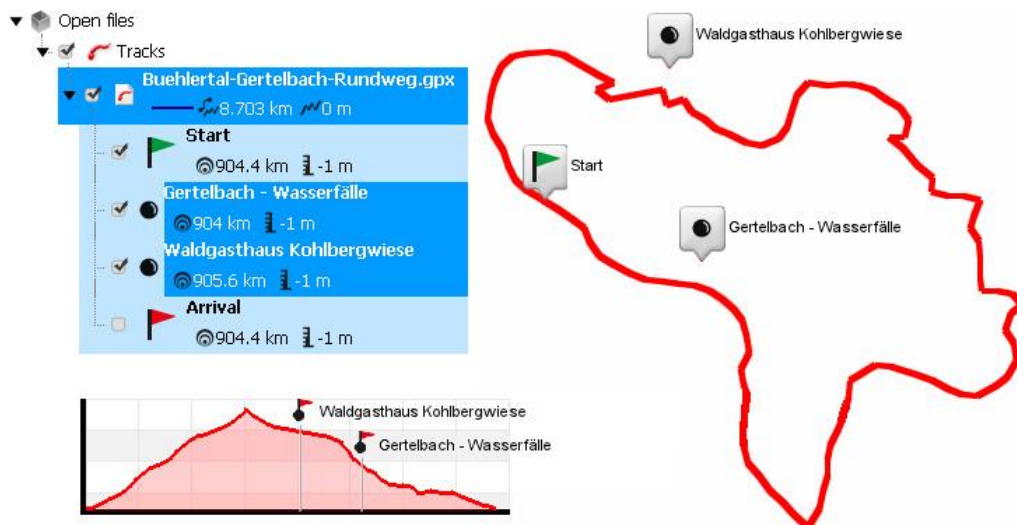 Open files
Tracks
Buehlertal-Gertelbach-Rundweg.gpx
8.703 km 0 m
Start
904.4 km -1 m
Gertelbach - Wasserfälle
904 km -1 m
Waldgasthaus Kohlbergwiese
905.6 km -1 m
Arrival
904.4 km -1 m
Waldgasthaus Kohlbergwiese
Start
Gertelbach - Wasserfälle
Waldgasthaus Kohlbergwiese
Gertelbach - Wasserfälle